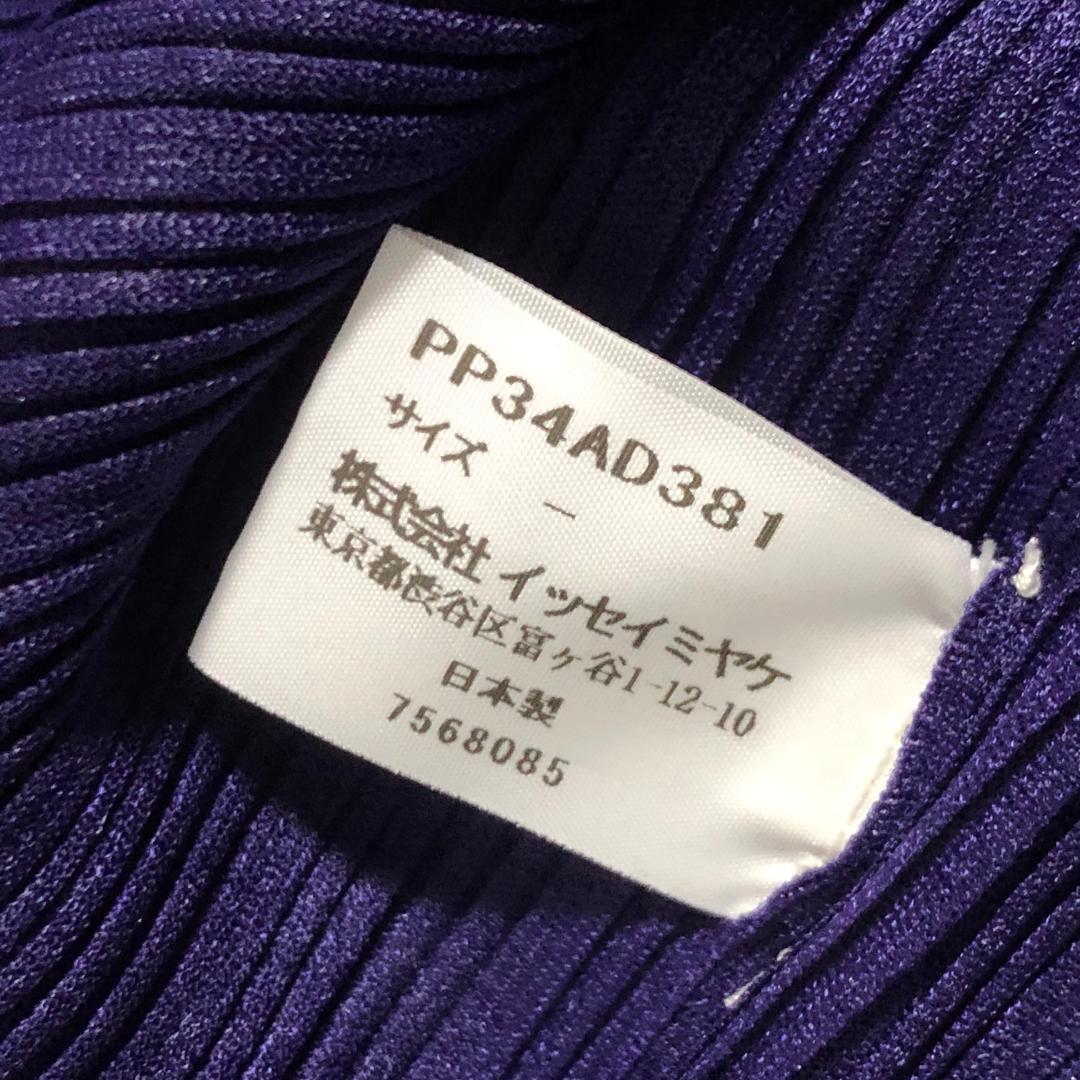 PP34AD381
サイズ －
株式会社 イッセイミヤケ
東京都渋谷区富ヶ谷1-12-10
日本製
7568085